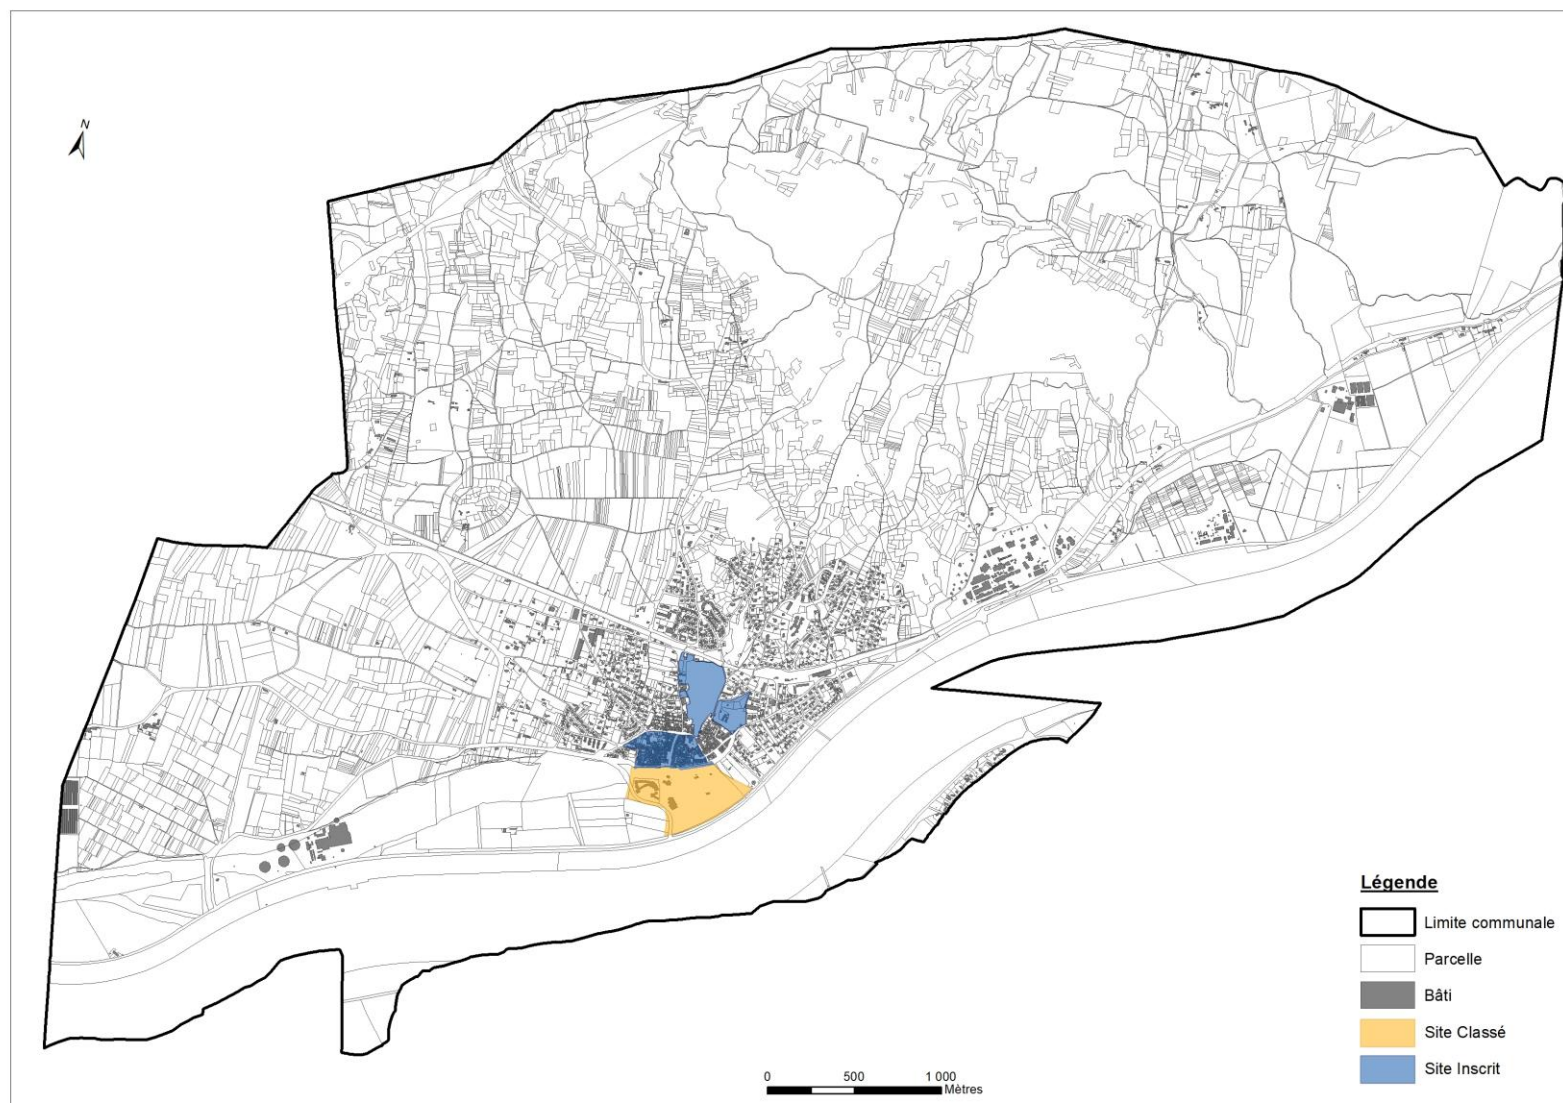 N
Légende
Limite communale
Parcelle
Bâti
Site Classé
Site Inscrit
0 500 1 000
Mètres